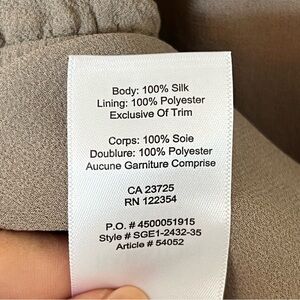 Body: 100% Silk
Lining: 100% Polyester
Exclusive Of Trim
Corps: 100% Soie
Doublure: 100% Polyester
Aucune Garniture Comprise
CA 23725
RN 122354
P.O. # 4500051915
Style # SGE1-2432-35
Article # 54052